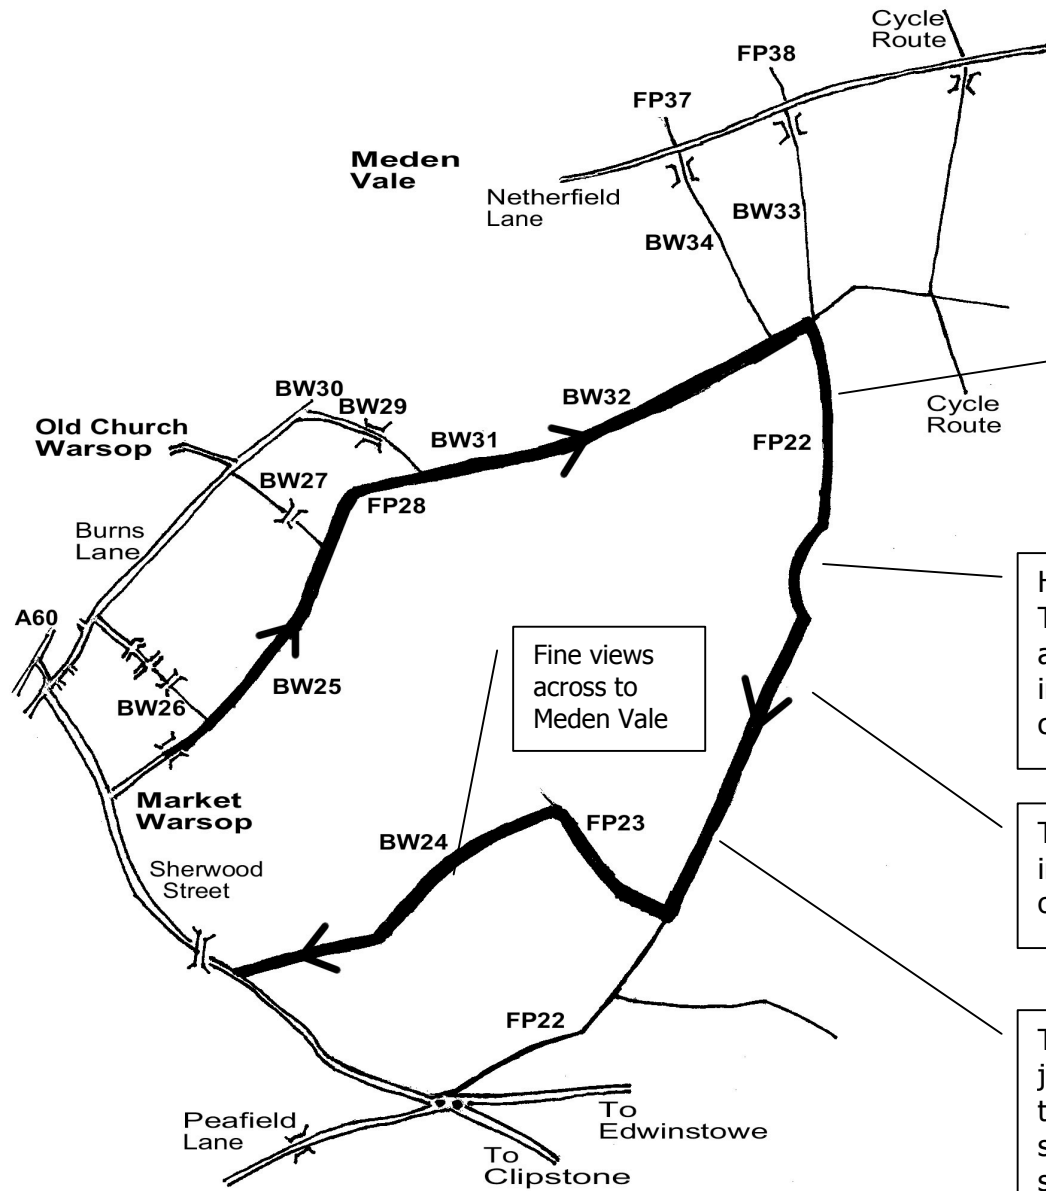 Cycle
Route
FP38
FP37
Meden
Vale
Netherfield
Lane
BW33
BW34
BW30
BW29
BW32
Cycle
Route
Old Church
Warsop
BW31
FP22
BW27
FP28
Burns
Lane
A60
Fine views
across to
Meden Vale
BW25
BW26
Market
Warsop
FP23
BW24
Sherwood
Street
FP22
Peafield
Lane
To
Edwinstowe
To
Clipstone